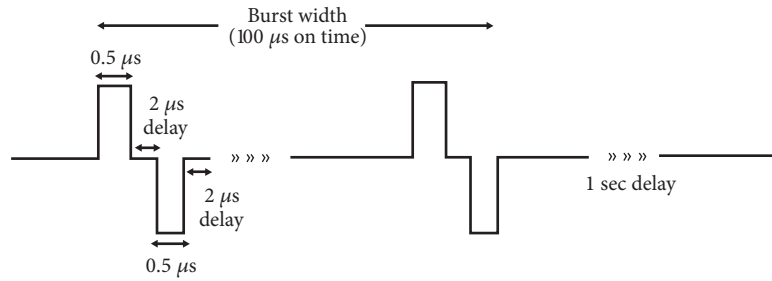 Burst width
(100 μs on time)
0.5 μs
2 μs
delay
» » »
» » »
1 sec delay
2 μs
delay
0.5 μs